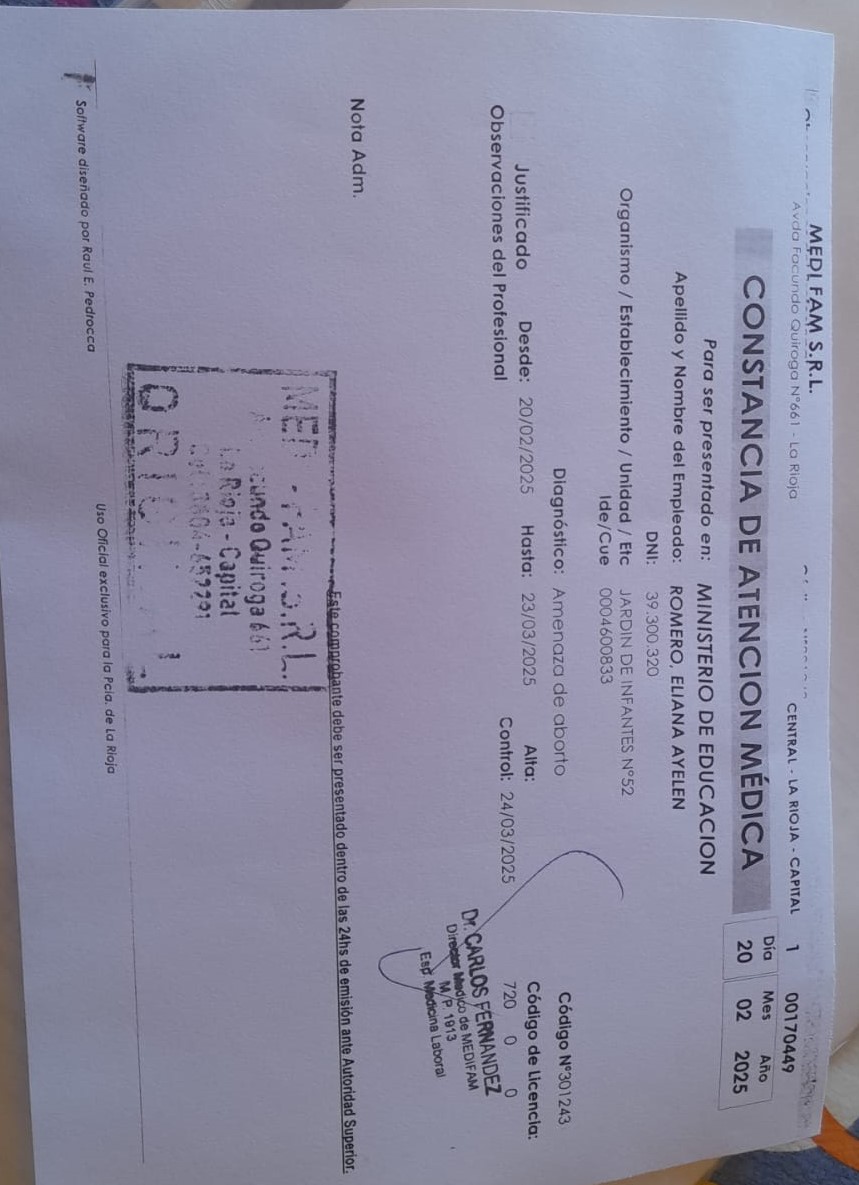 MEDI FAM S.R.L.
Avda Facundo Quiroga N°661 - La Rioja
CENTRAL - LA RIOJA - CAPITAL 1 00170449
CONSTANCIA DE ATENCION MÉDICA
Día Mes Año
20 02 2025
Para ser presentado en: MINISTERIO DE EDUCACION
Apellido y Nombre del Empleado: ROMERO, ELIANA AYELEN
DNI: 39.300.320
Organismo / Establecimiento / Unidad / Etc JARDIN DE INFANTES N°52
Ide/Cue 0004600833
Diagnóstico: Amenaza de aborto Código N°301243
Justificado Desde: 20/02/2025 Hasta: 23/03/2025 Alta: Código de Licencia:
Observaciones del Profesional Control: 24/03/2025 720 0 0
Dr. CARLOS FERNANDEZ
Director Medico de MEDIFAM
M/P. 1913
Esp. Medicina Laboral
Nota Adm.
Este comprobante debe ser presentado dentro de las 24hs de emisión ante Autoridad Superior.
S.R.L.
Quiroga 661
La Rioja - Capital
Software diseñado por Raul E. Pedrocca
Uso Oficial exclusivo para la Pcia. de La Rioja